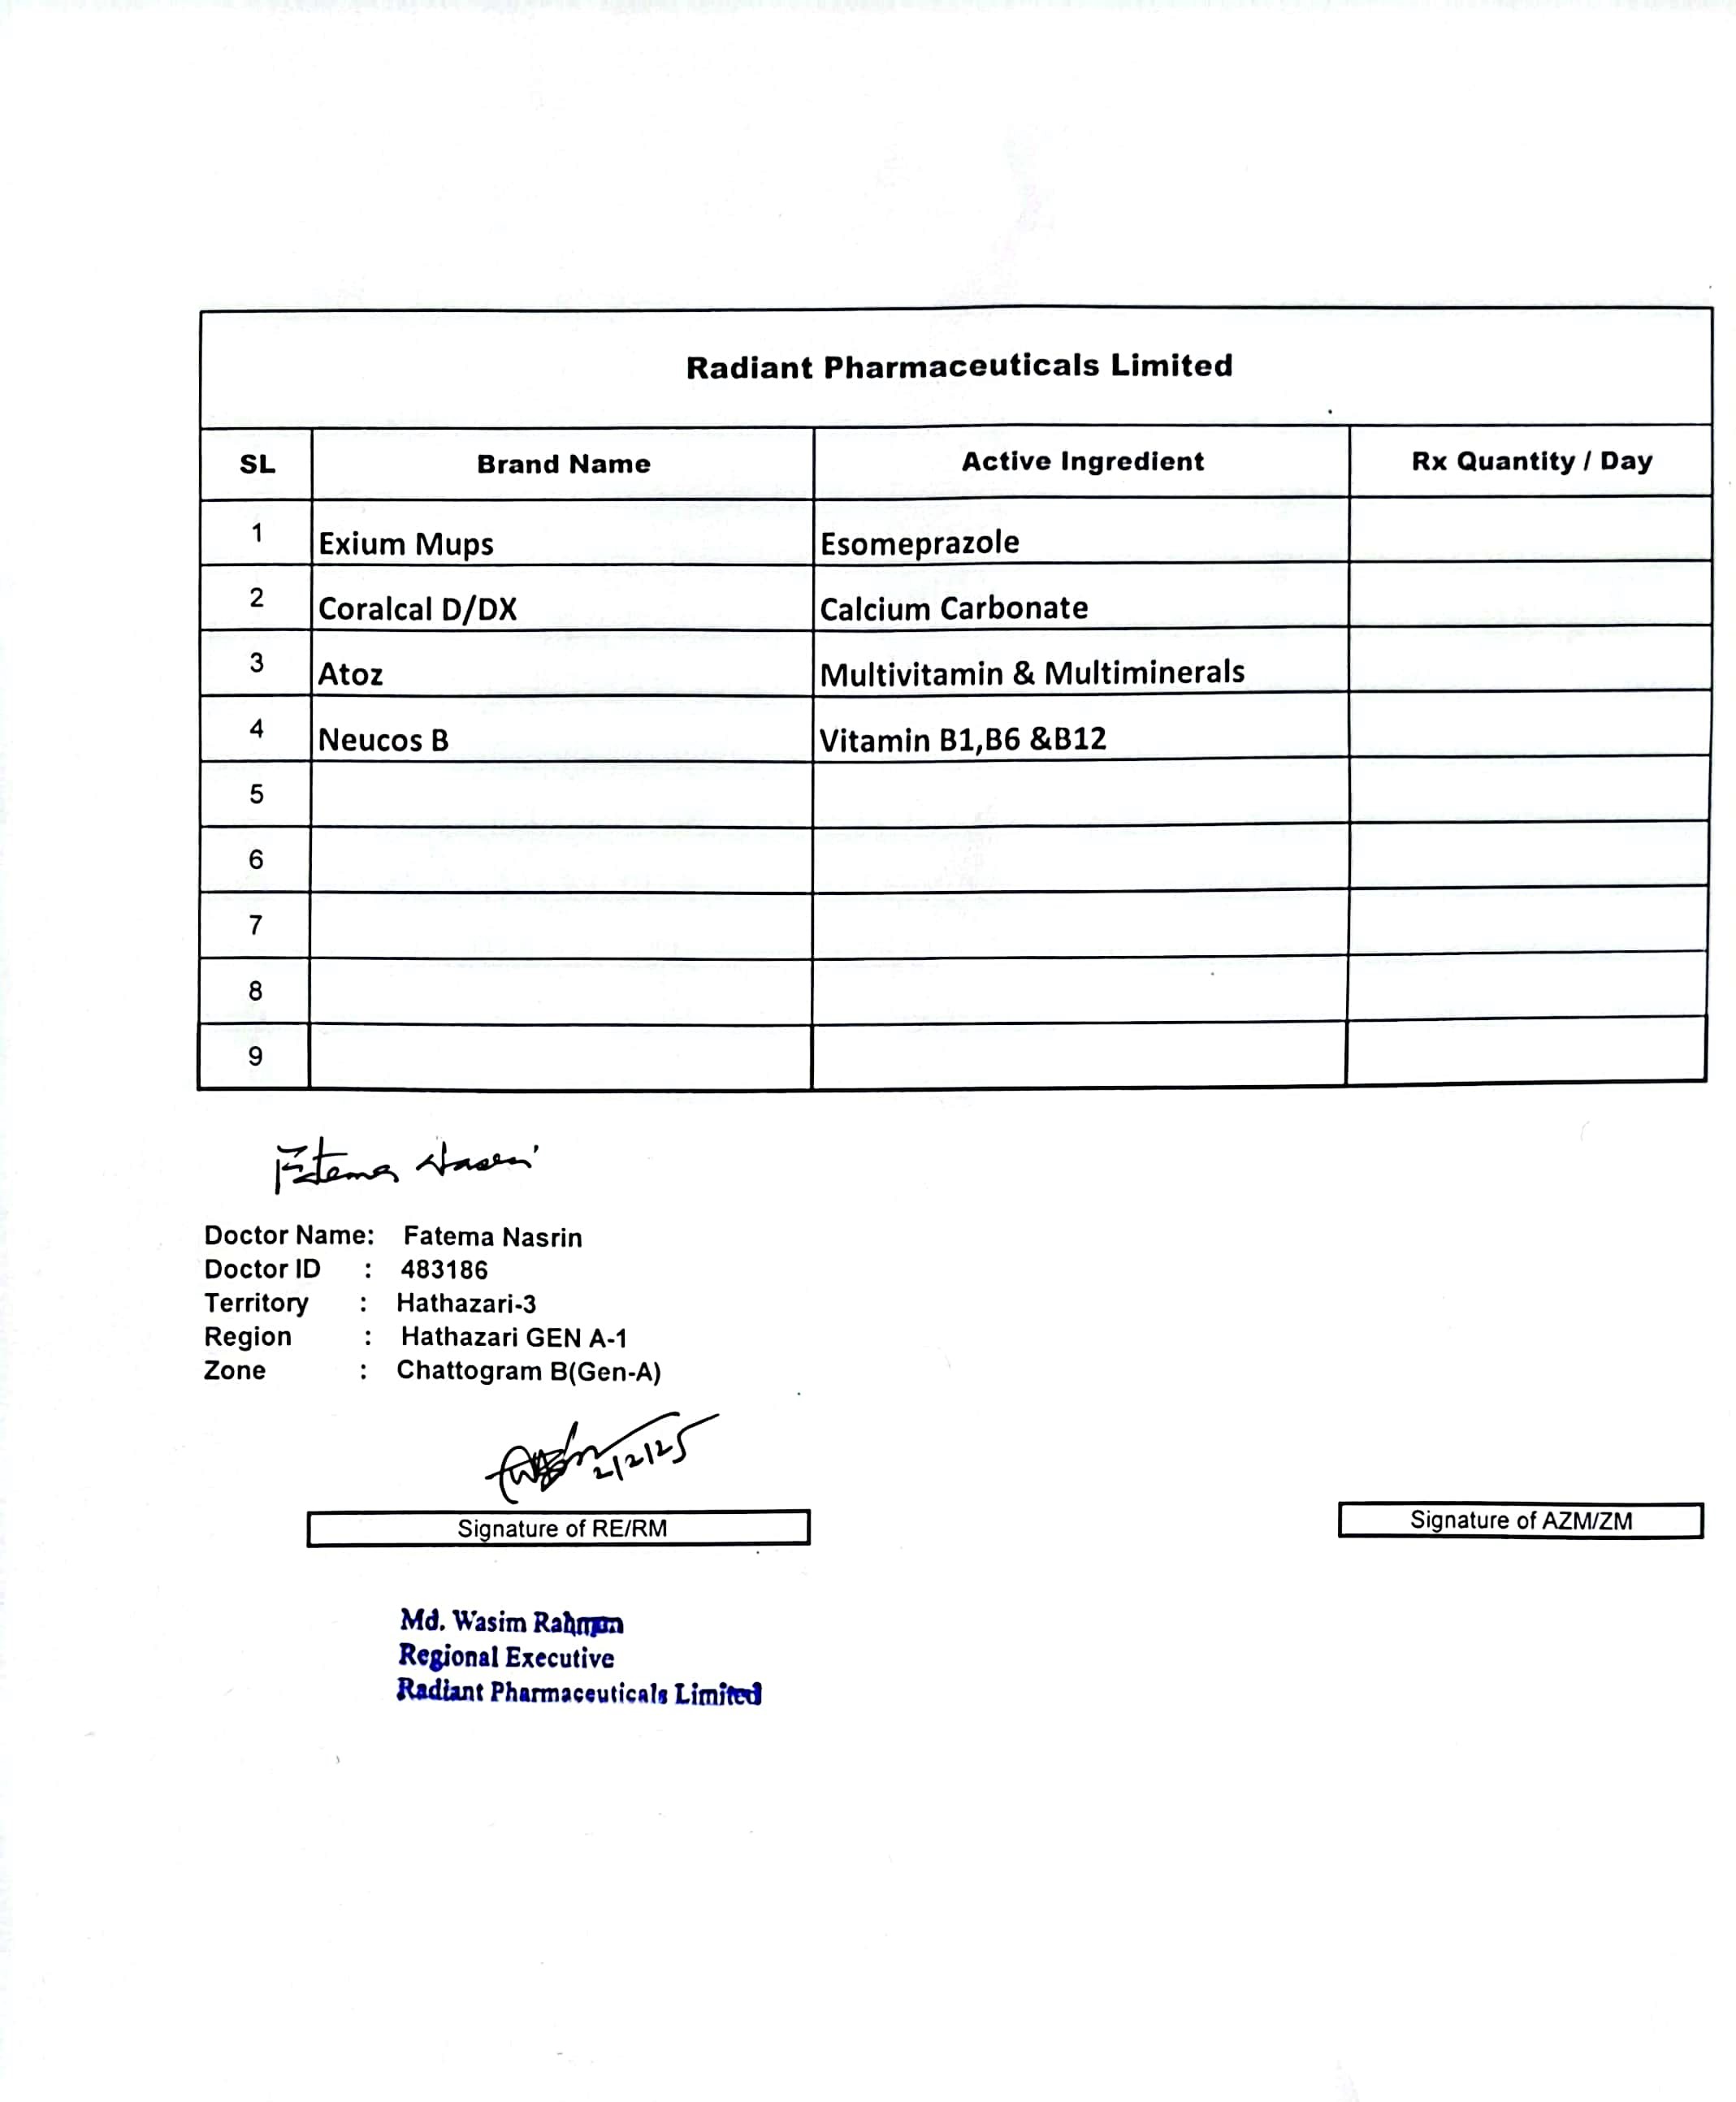 Radiant Pharmaceuticals Limited
SL Brand Name Active Ingredient Rx Quantity / Day
1 Exium Mups Esomeprazole
2 Coralcal D/DX Calcium Carbonate
3 Atoz Multivitamin & Multiminerals
4 Neucos B Vitamin B1,B6 &B12
5
6
7
8
9
Fatema Nasrin
Doctor Name: Fatema Nasrin
Doctor ID : 483186
Territory : Hathazari-3
Region : Hathazari GEN A-1
Zone : Chattogram B(Gen-A)
2/2/25
Signature of RE/RM Signature of AZM/ZM
Md. Wasim Rahman
Regional Executive
Radiant Pharmaceuticals Limited